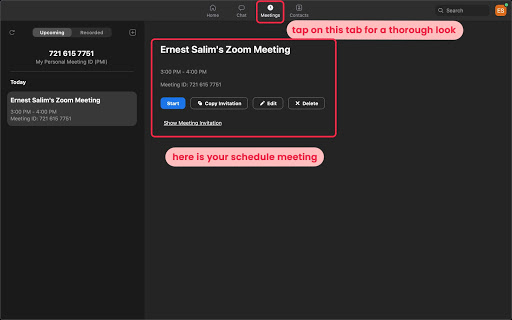 Home
Chat
Meetings
Contacts
Search
ES
tap on this tab for a thorough look
Upcoming
Recorded
721 615 7751
My Personal Meeting ID (PMI)
Today
Ernest Salim's Zoom Meeting
3:00 PM - 4:00 PM
Meeting ID: 721 615 7751
Ernest Salim's Zoom Meeting
3:00 PM - 4:00 PM
Meeting ID: 721 615 7751
Start
Copy Invitation
Edit
Delete
Show Meeting Invitation
here is your schedule meeting